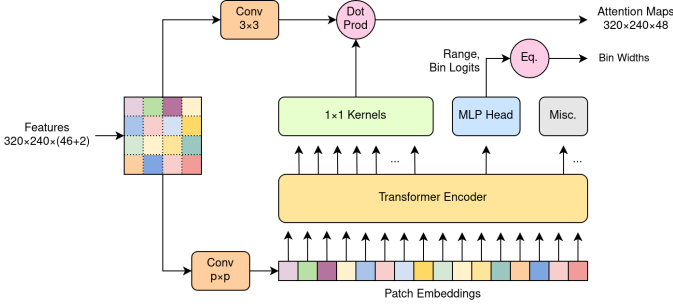 Conv
3×3
Dot
Prod
Attention Maps
320×240×48
Range,
Bin Logits
Eq.
Bin Widths
Features
320×240×(46+2)
1×1 Kernels
MLP Head
Misc.
...
...
Transformer Encoder
Conv
p×p
Patch Embeddings